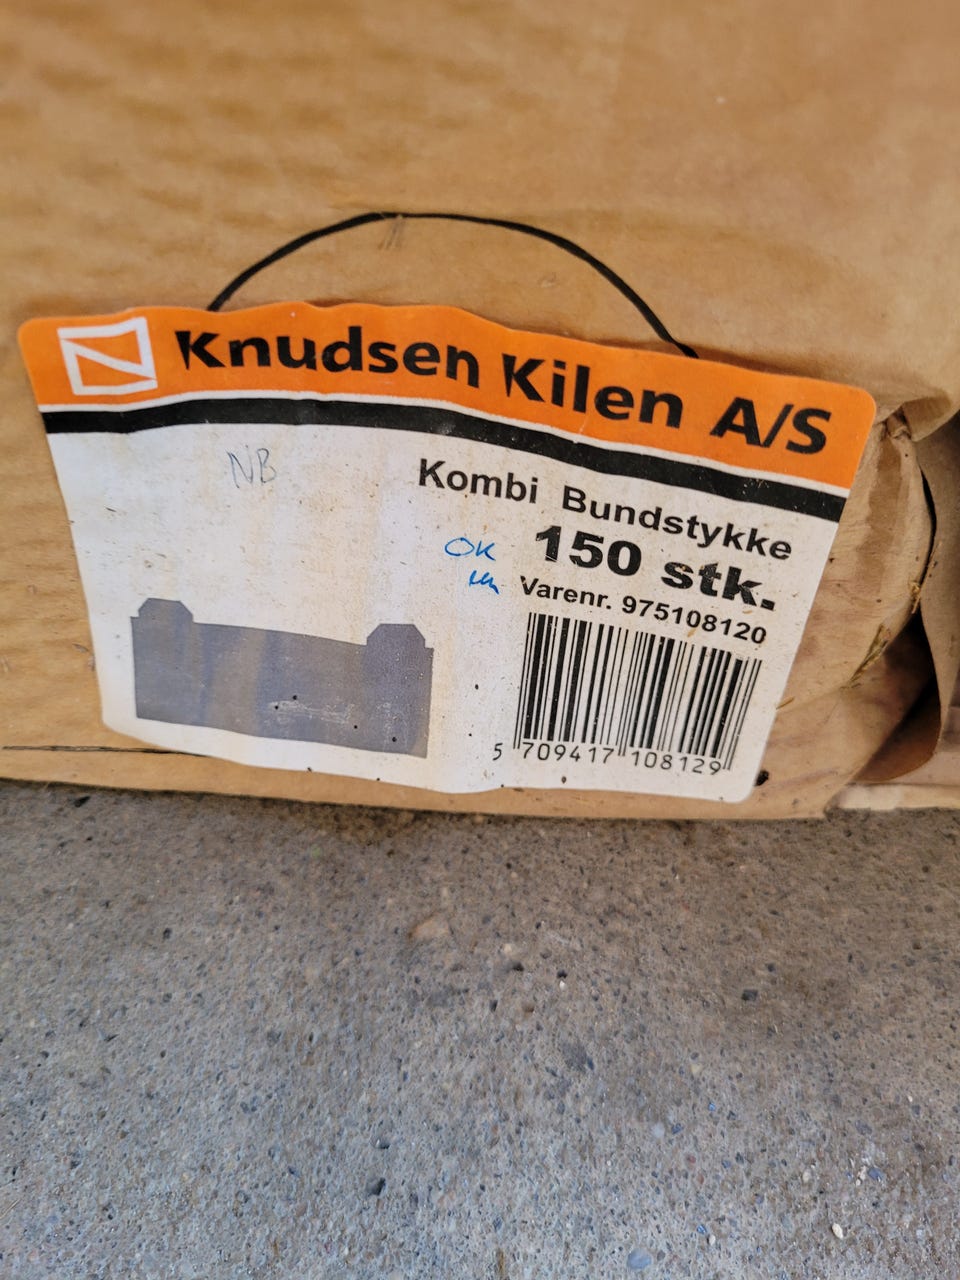 Knudsen Kilen A/S
NB
Kombi Bundstykke
OK
150 stk.
Varenr. 975108120
5 709417 108129